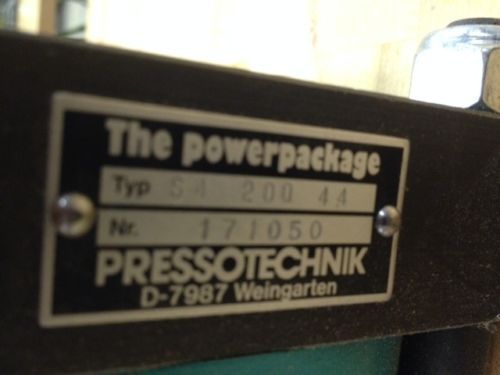 The powerpackage
Typ S4 200 44
Nr. 171050
PRESSOTECHNIK
D-7987 Weingarten